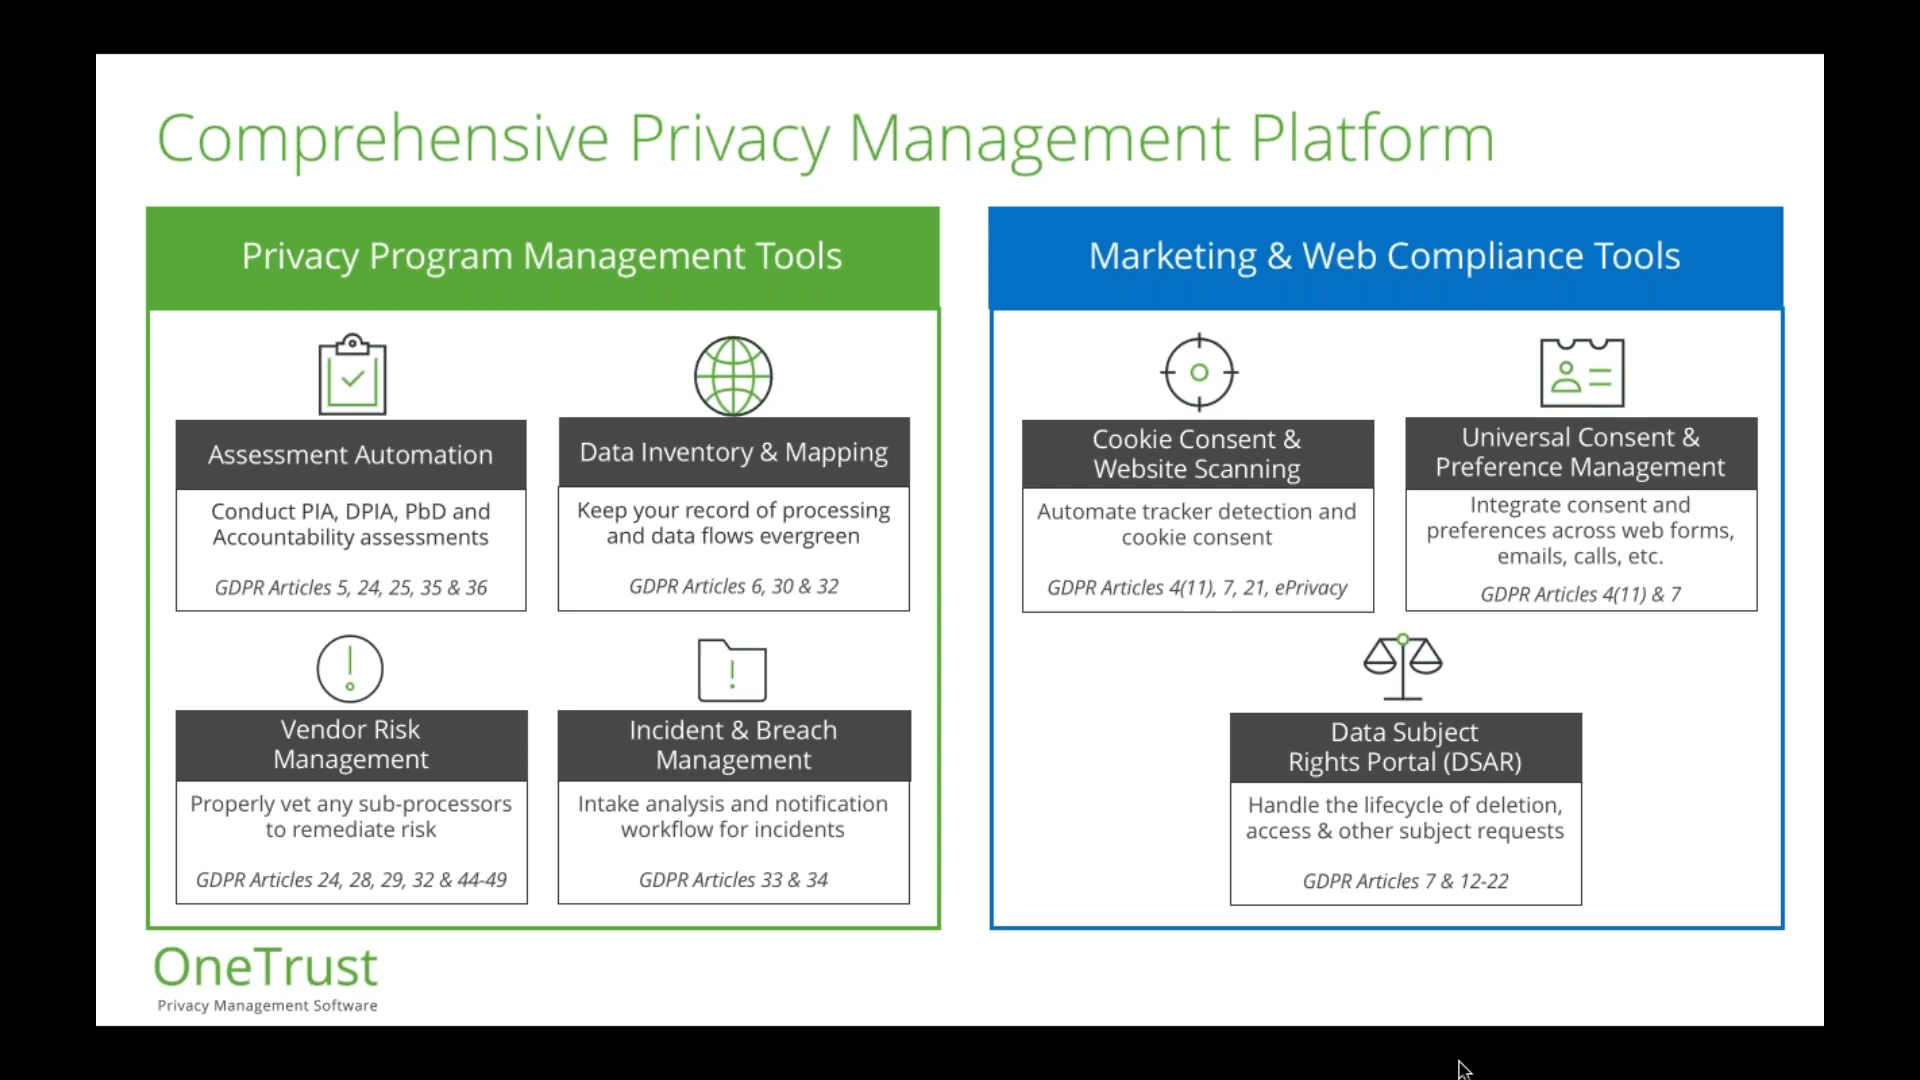 Comprehensive Privacy Management Platform
Privacy Program Management Tools
Assessment Automation
Conduct PIA, DPIA, PbD and
Accountability assessments
GDPR Articles 5, 24, 25, 35 & 36
Data Inventory & Mapping
Keep your record of processing
and data flows evergreen
GDPR Articles 6, 30 & 32
Vendor Risk
Management
Properly vet any sub-processors
to remediate risk
GDPR Articles 24, 28, 29, 32 & 44-49
Incident & Breach
Management
Intake analysis and notification
workflow for incidents
GDPR Articles 33 & 34
Marketing & Web Compliance Tools
Cookie Consent &
Website Scanning
Automate tracker detection and
cookie consent
GDPR Articles 4(11), 7, 21, ePrivacy
Universal Consent &
Preference Management
Integrate consent and
preferences across web forms,
emails, calls, etc.
GDPR Articles 4(11) & 7
Data Subject
Rights Portal (DSAR)
Handle the lifecycle of deletion,
access & other subject requests
GDPR Articles 7 & 12-22
OneTrust
Privacy Management Software